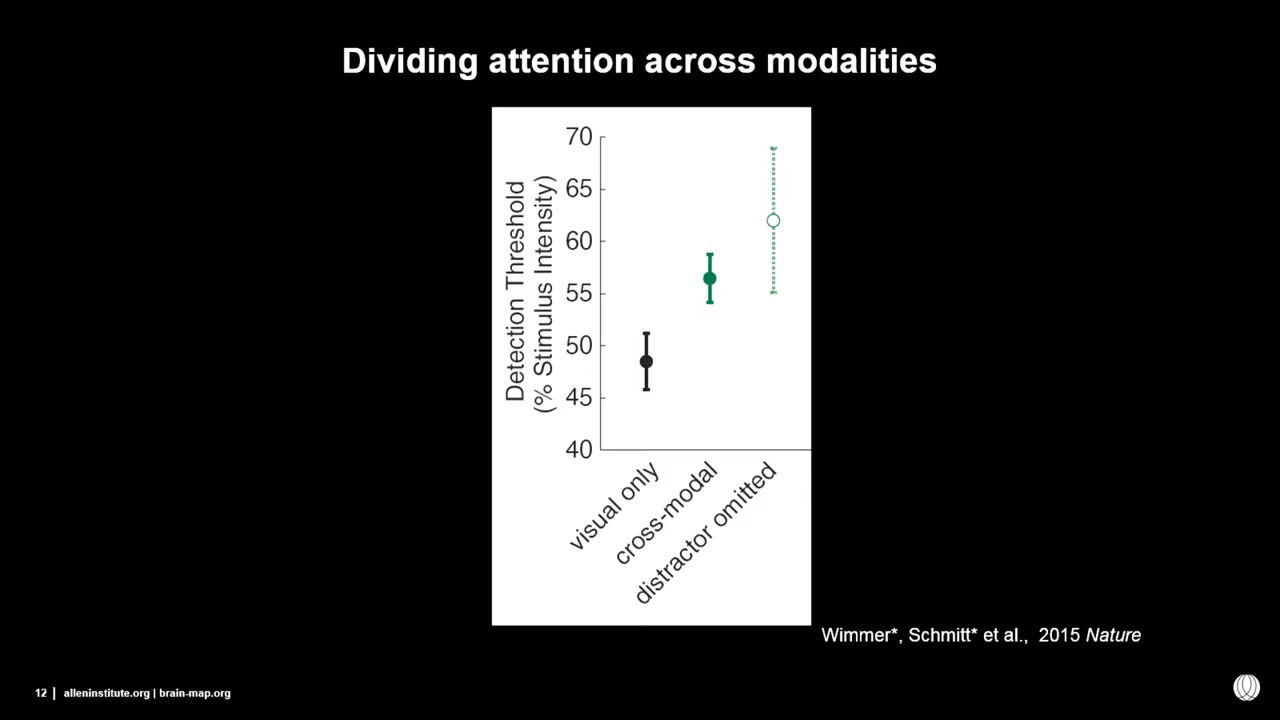 Dividing attention across modalities
Detection Threshold
(% Stimulus Intensity)
70
65
60
55
50
45
40
visual only
cross-modal
distractor omitted
Wimmer*, Schmitt* et al.,  2015 Nature
12 | alleninstitute.org | brain-map.org